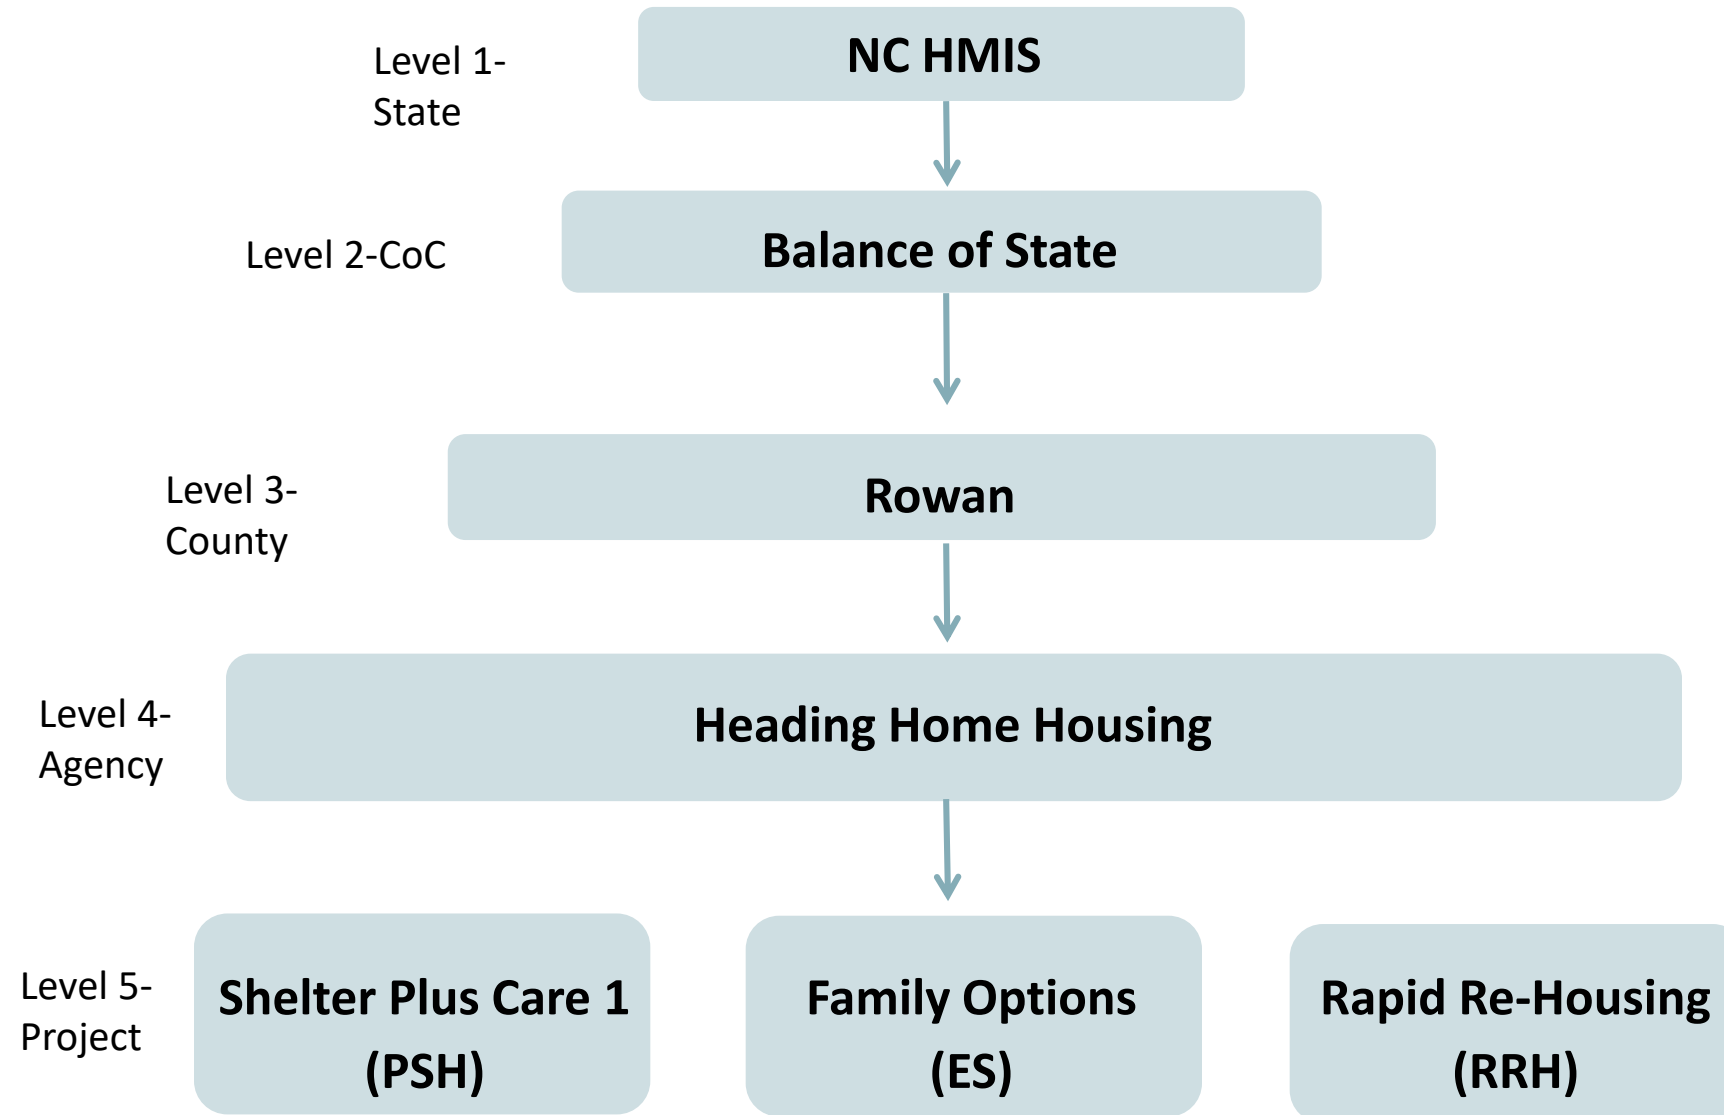 Level 1-
State
NC HMIS
Level 2-CoC
Balance of State
Level 3-
County
Rowan
Level 4-
Agency
Heading Home Housing
Level 5-
Project
Shelter Plus Care 1
(PSH)
Family Options
(ES)
Rapid Re-Housing
(RRH)